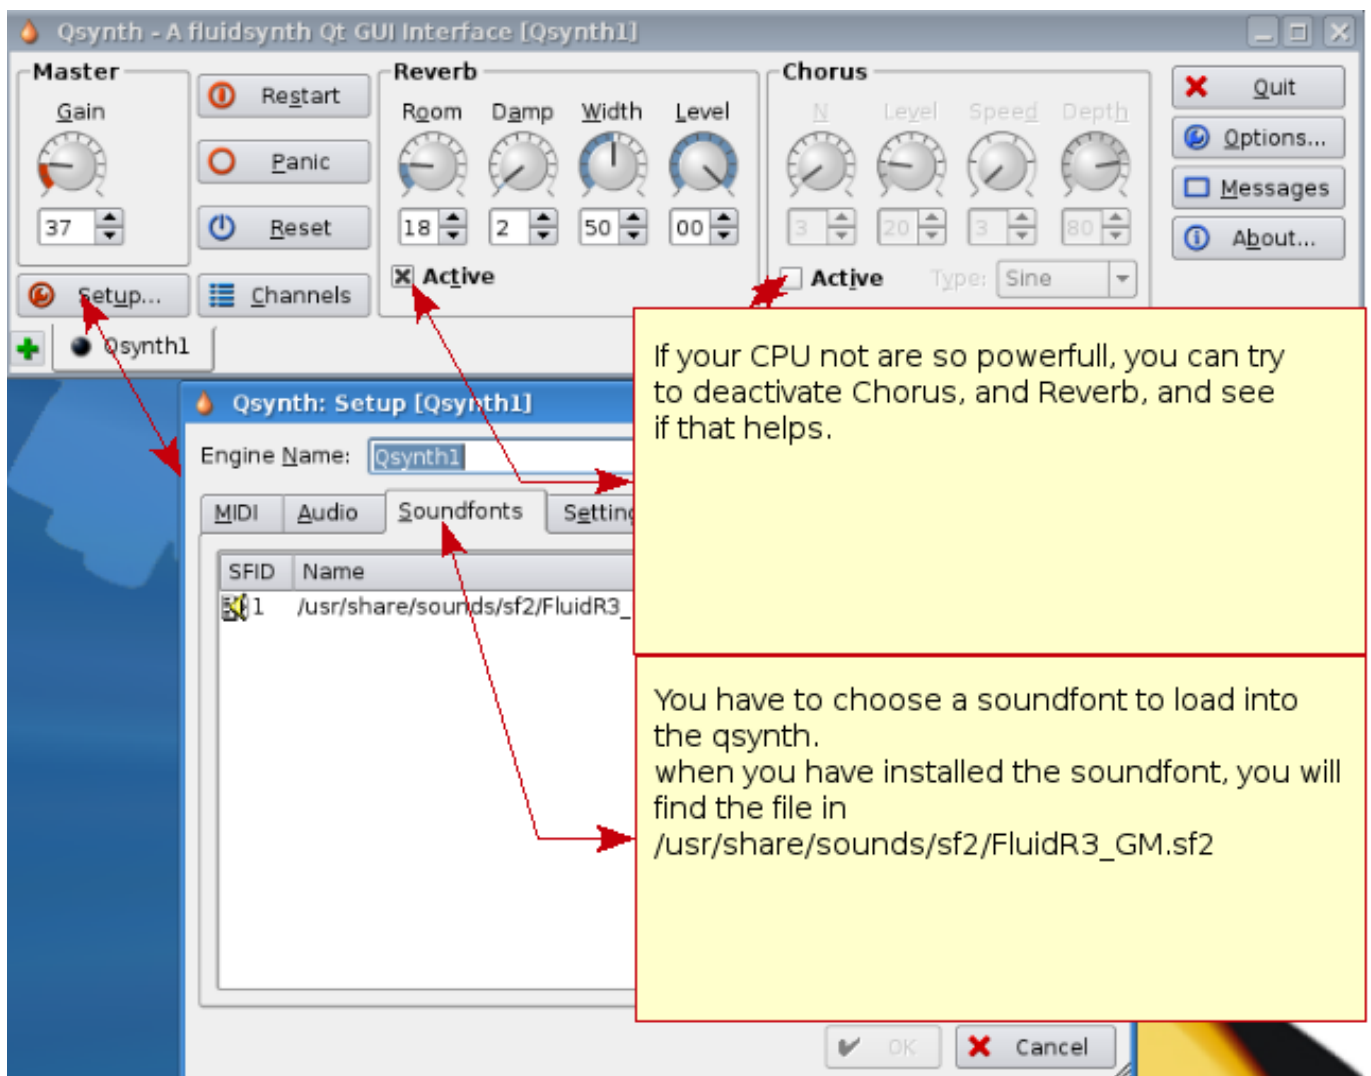 Qsynth - A fluidsynth Qt GUI Interface [Qsynth1]
Master
Reverb
Chorus
Gain
Restart
Room Damp Width Level
N Level Speed Depth
Quit
Panic
Options...
Messages
37
Reset
18 2 50 00
3 20 3 80
About...
Active
Active Type: Sine
Setup...
Channels
Qsynth1
If your CPU not are so powerfull, you can try
to deactivate Chorus, and Reverb, and see
if that helps.
Qsynth: Setup [Qsynth1]
Engine Name: Qsynth1
MIDI Audio Soundfonts
SFID Name
1 /usr/share/sounds/sf2/FluidR3_
You have to choose a soundfont to load into
the qsynth.
when you have installed the soundfont, you will
find the file in
/usr/share/sounds/sf2/FluidR3_GM.sf2
OK Cancel